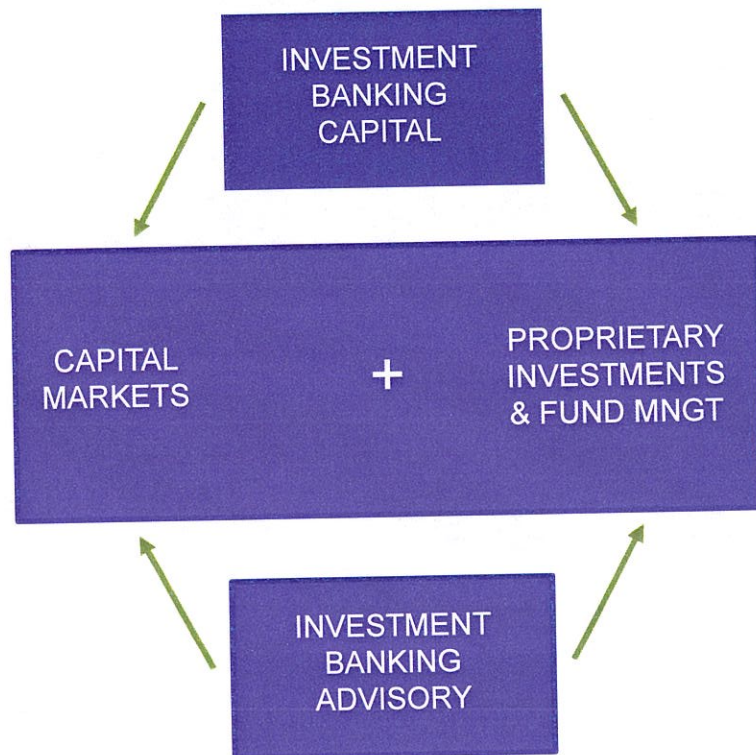 INVESTMENT
BANKING
CAPITAL
CAPITAL
MARKETS
+
PROPRIETARY
INVESTMENTS
& FUND MNGT
INVESTMENT
BANKING
ADVISORY